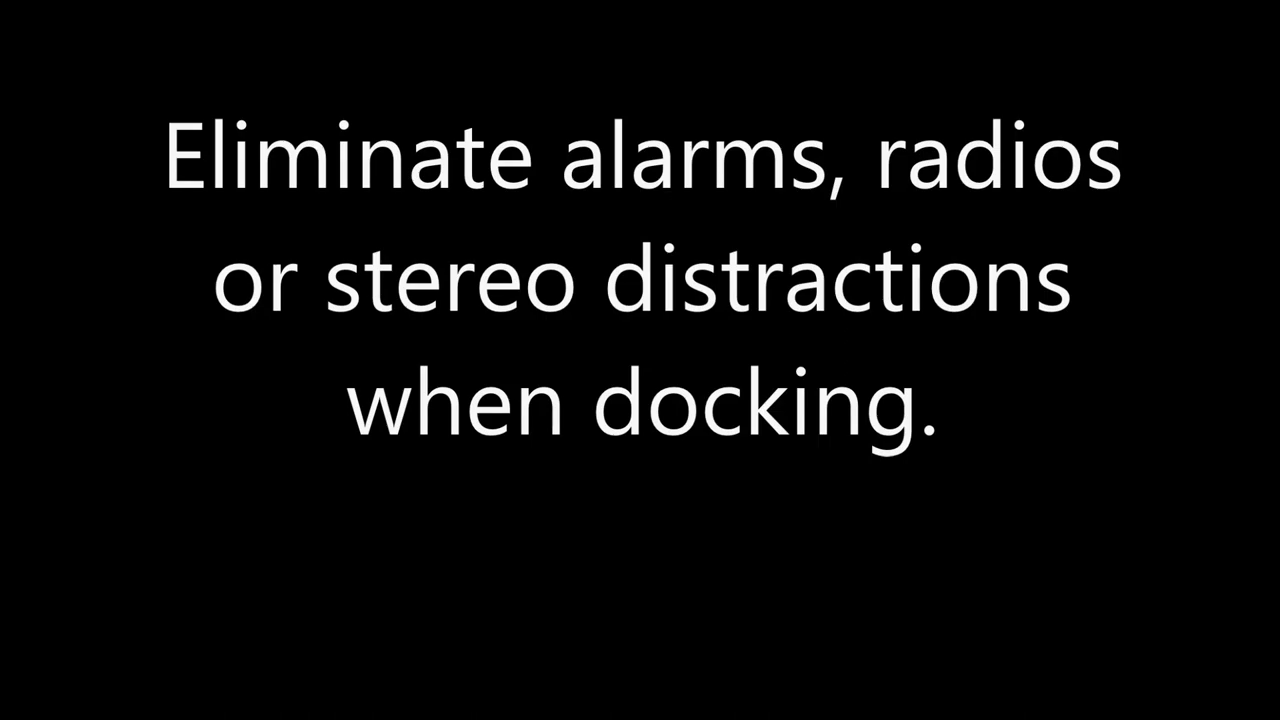 Eliminate alarms, radios
or stereo distractions
when docking.